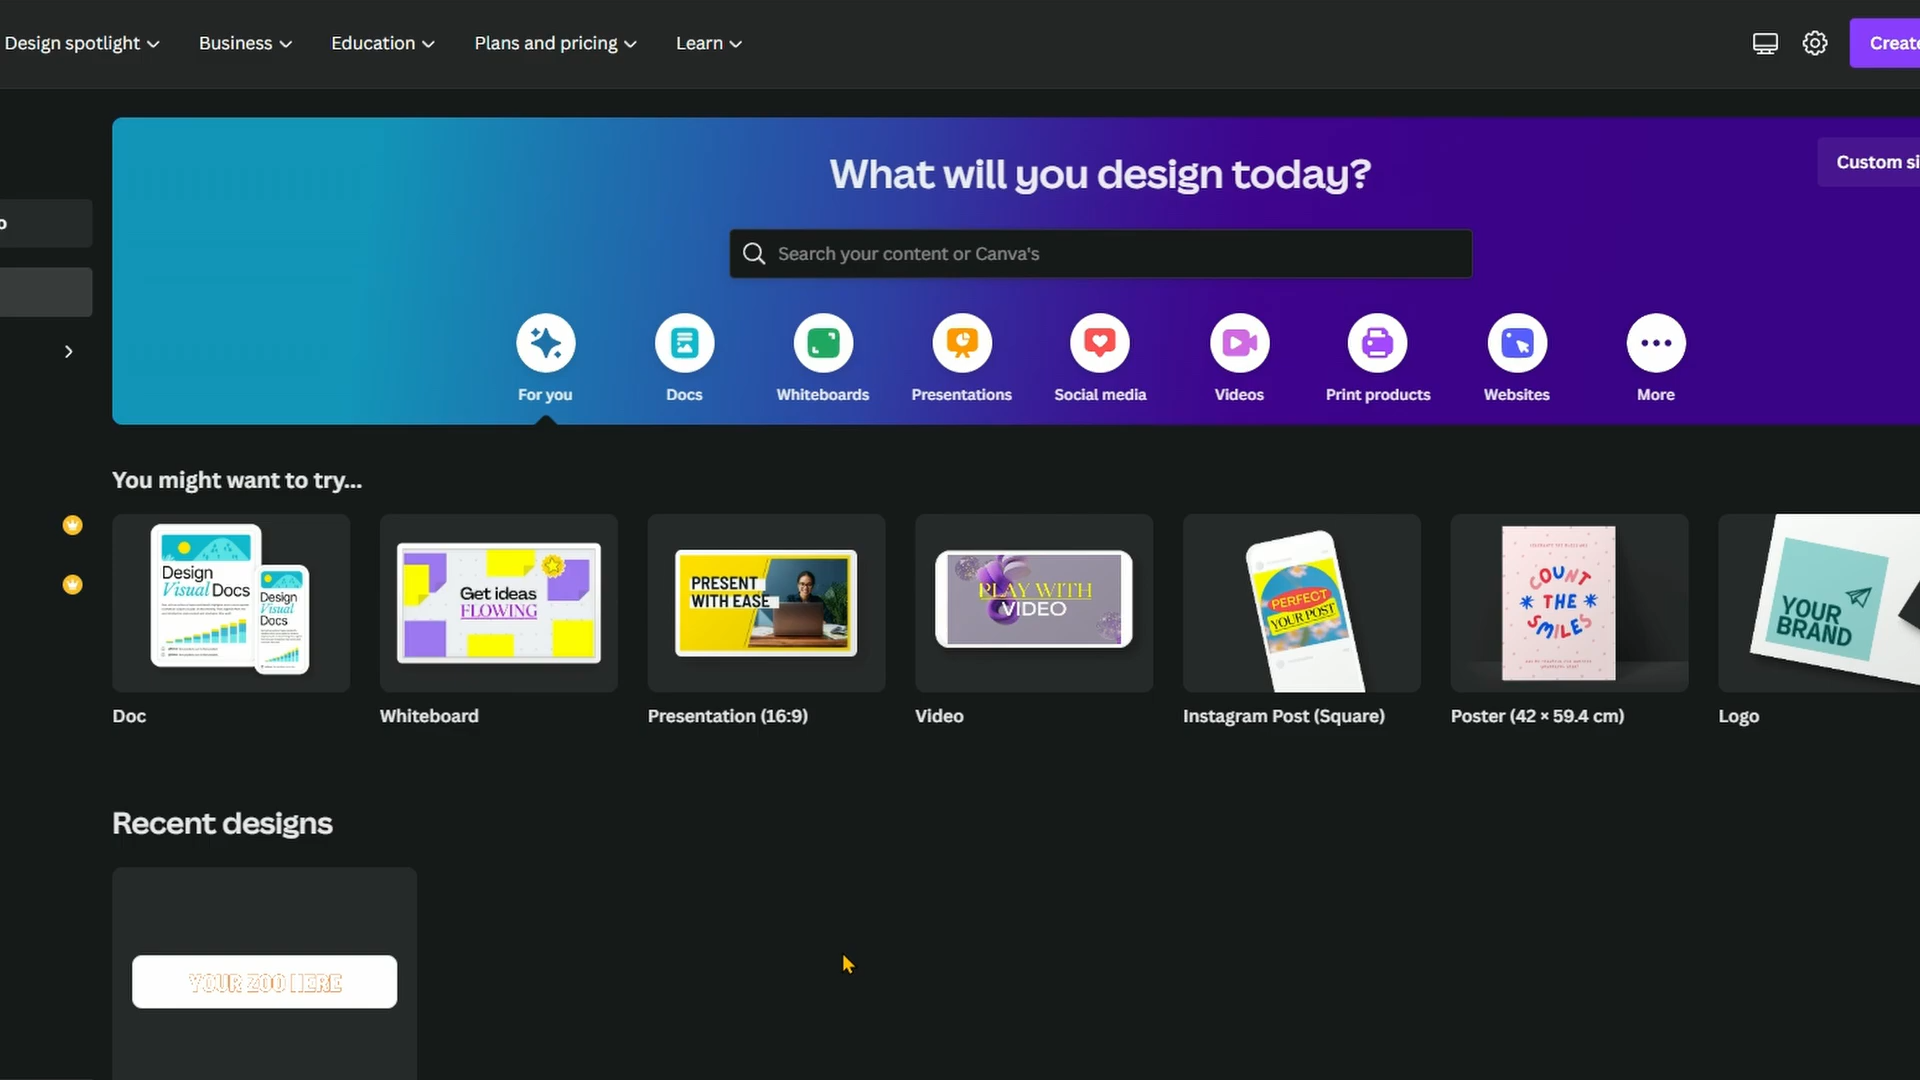 Design spotlight Business Education Plans and pricing Learn Create
What will you design today?
Custom si
Search your content or Canva's
For you Docs Whiteboards Presentations Social media Videos Print products Websites More
You might want to try...
Design
Visual Docs
Design
Visual
Docs
Get ideas
FLOWING
PRESENT
WITH EASE
PLAY WITH
VIDEO
PERFECT
YOUR POST
COUNT
THE
SMILES
YOUR
BRAND
Doc Whiteboard Presentation (16:9) Video Instagram Post (Square) Poster (42 × 59.4 cm) Logo
Recent designs
YOUR ZOO HERE